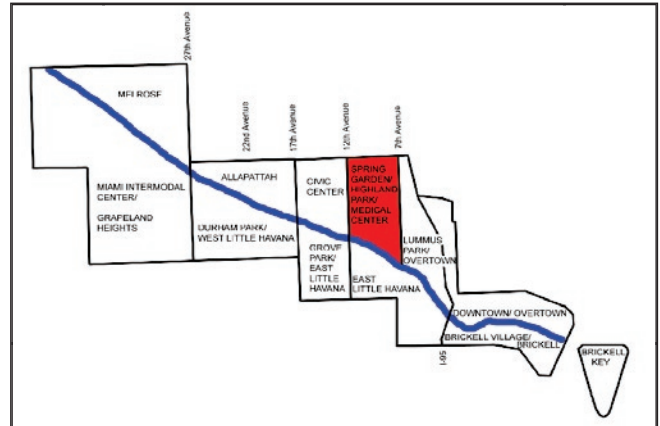 27th Avenue
MELROSE
22nd Avenue
17th Avenue
12th Avenue
7th Avenue
ALLAPATTAH
CIVIC
CENTER
SPRING
GARDEN/
HIGHLAND
PARK/
MEDICAL
CENTER
MIAMI INTERMODAL
CENTER/
GRAPELAND
HEIGHTS
DURHAM PARK/
WEST LITTLE HAVANA
GROVE
PARK/
EAST
LITTLE
HAVANA
EAST
LITTLE HAVANA
LUMMUS
PARK/
OVERTOWN
DOWNTOWN/ OVERTOWN
BRICKELL VILLAGE/
BRICKELL
I-95
BRICKELL
KEY